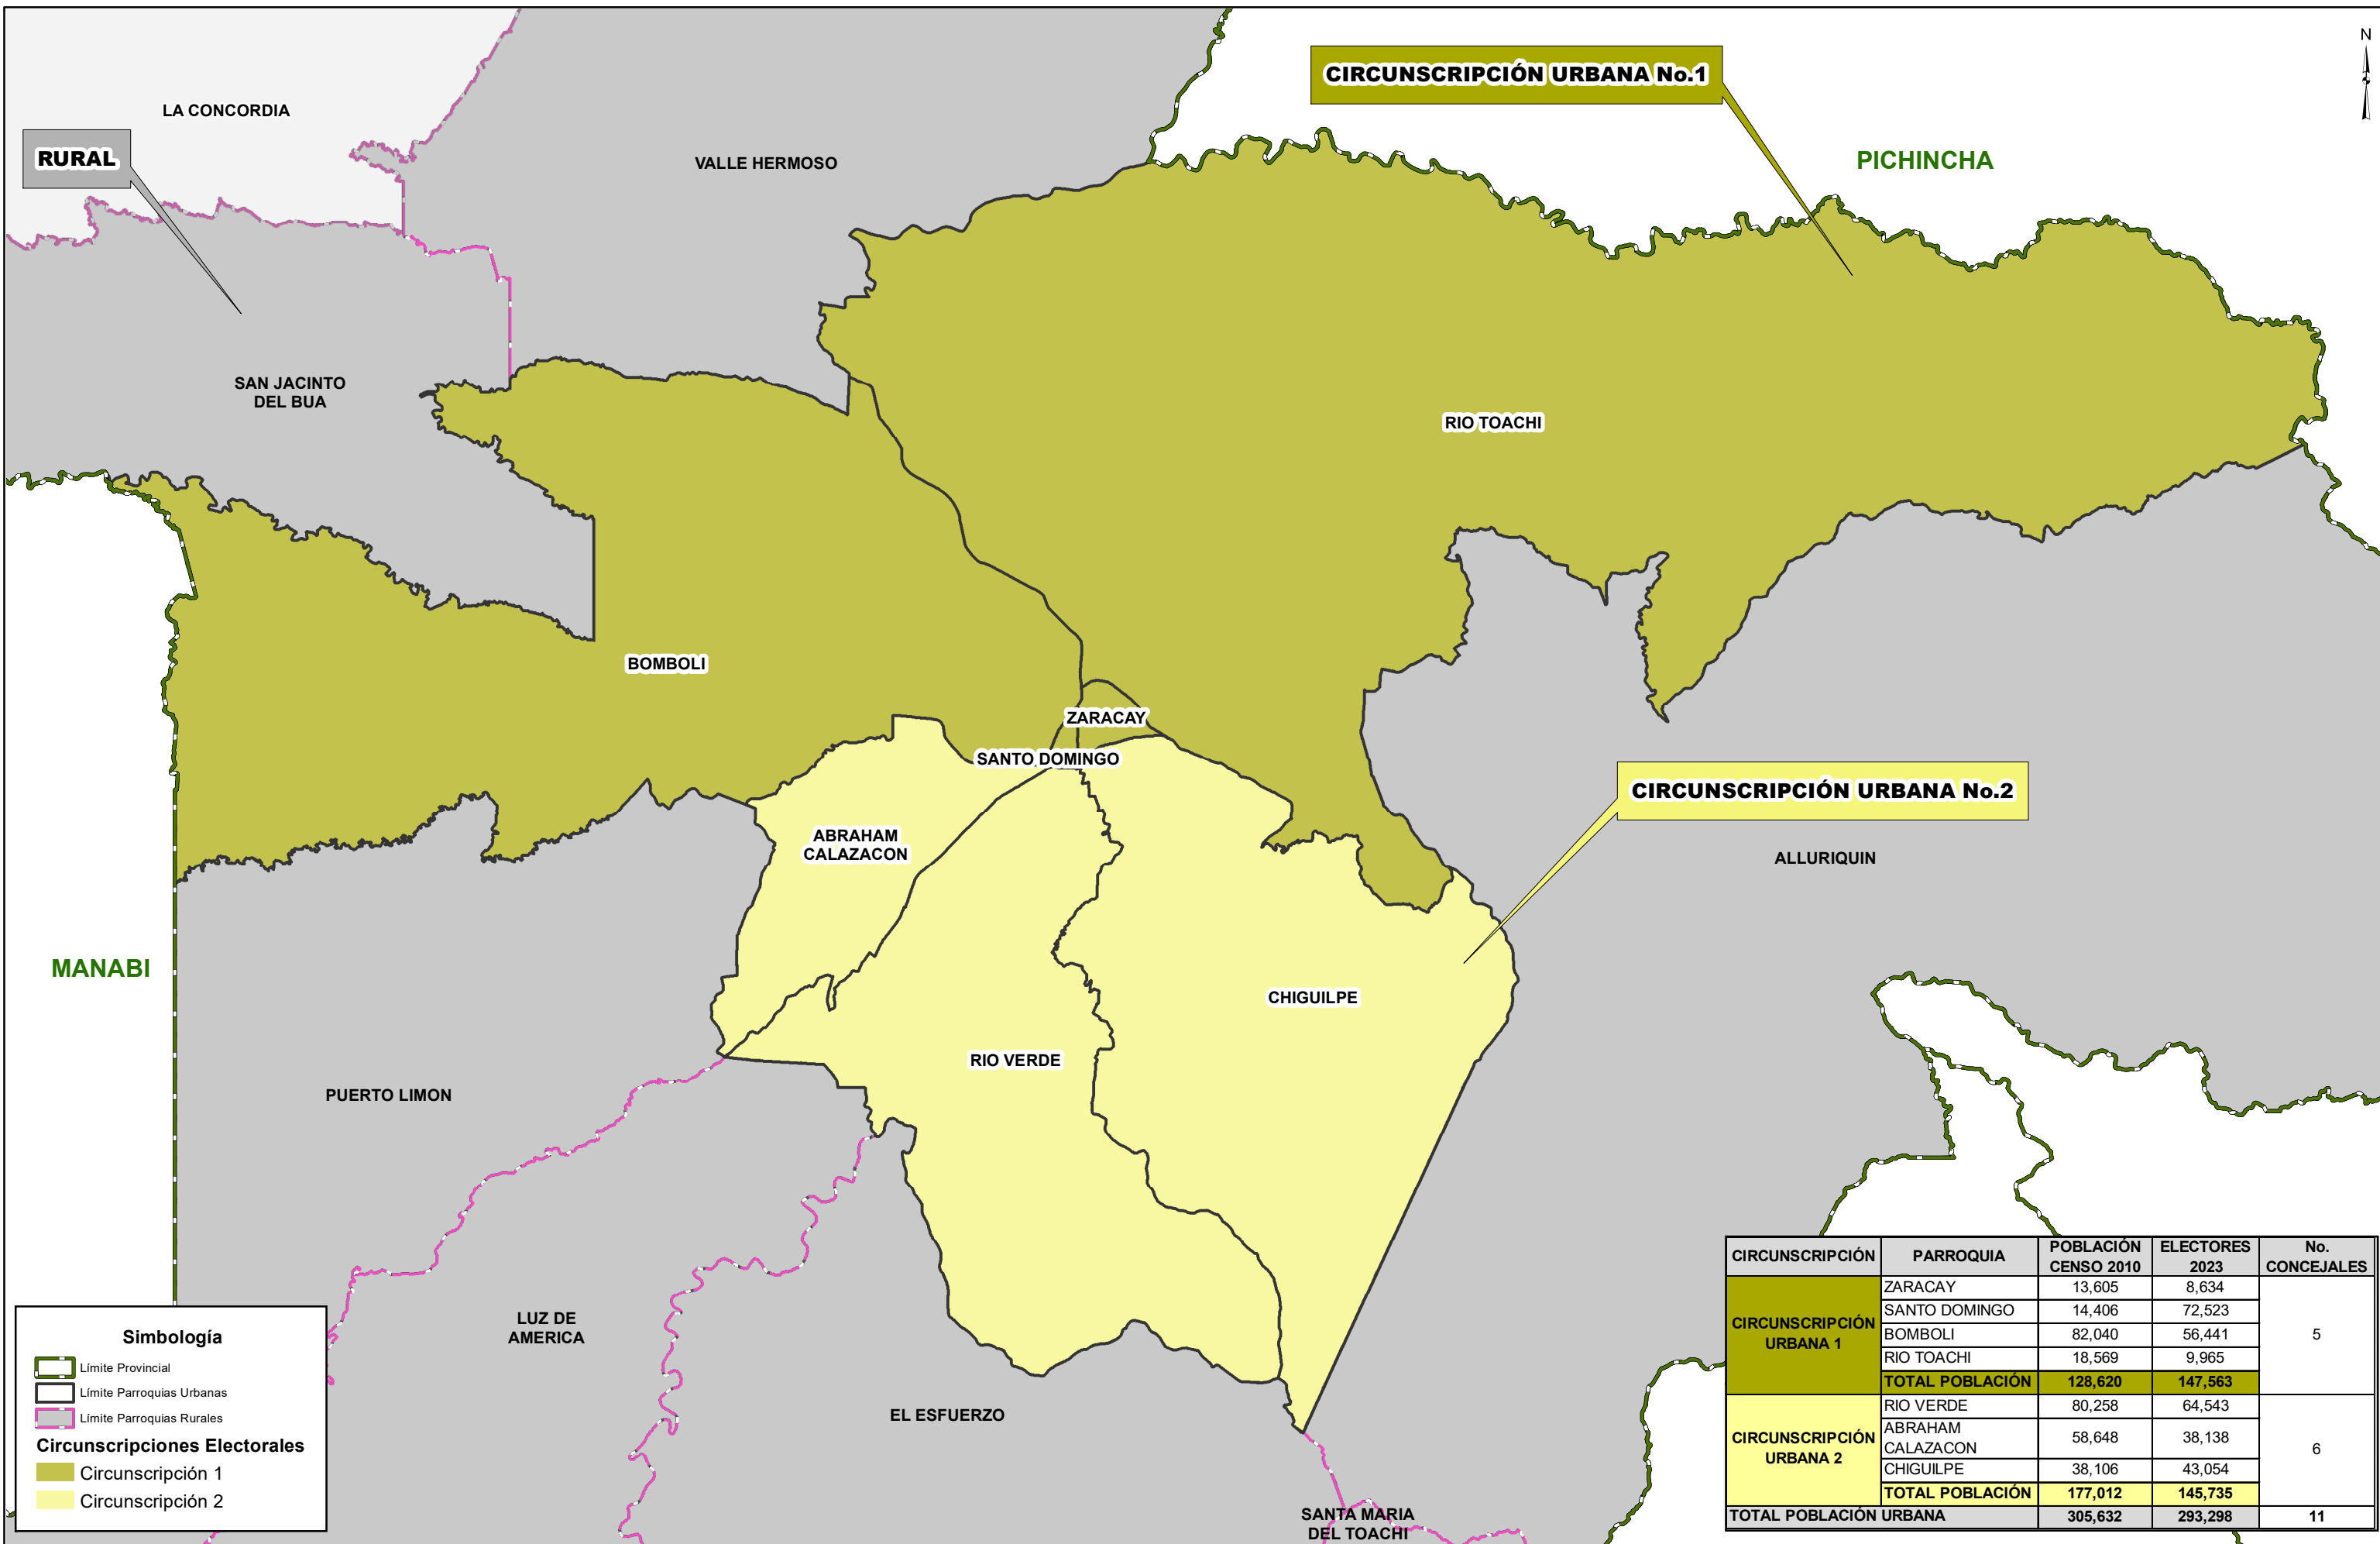 N
CIRCUNSCRIPCIÓN URBANA No.1
LA CONCORDIA
RURAL
VALLE HERMOSO
PICHINCHA
SAN JACINTO
DEL BUA
RIO TOACHI
BOMBOLI
ZARACAY
SANTO DOMINGO
CIRCUNSCRIPCIÓN URBANA No.2
ABRAHAM
CALAZACON
ALLURIQUIN
MANABI
CHIGUILPE
RIO VERDE
PUERTO LIMON
LUZ DE
AMERICA
EL ESFUERZO
SANTA MARIA
DEL TOACHI
Simbología
Límite Provincial
Límite Parroquias Urbanas
Límite Parroquias Rurales
Circunscripciones Electorales
Circunscripción 1
Circunscripción 2
CIRCUNSCRIPCIÓN PARROQUIA POBLACIÓN CENSO 2010 ELECTORES 2023 No. CONCEJALES
CIRCUNSCRIPCIÓN URBANA 1
ZARACAY 13,605 8,634
SANTO DOMINGO 14,406 72,523
BOMBOLI 82,040 56,441
RIO TOACHI 18,569 9,965
5
TOTAL POBLACIÓN 128,620 147,563
CIRCUNSCRIPCIÓN URBANA 2
RIO VERDE 80,258 64,543
ABRAHAM CALAZACON 58,648 38,138
CHIGUILPE 38,106 43,054
6
TOTAL POBLACIÓN 177,012 145,735
TOTAL POBLACIÓN URBANA 305,632 293,298 11